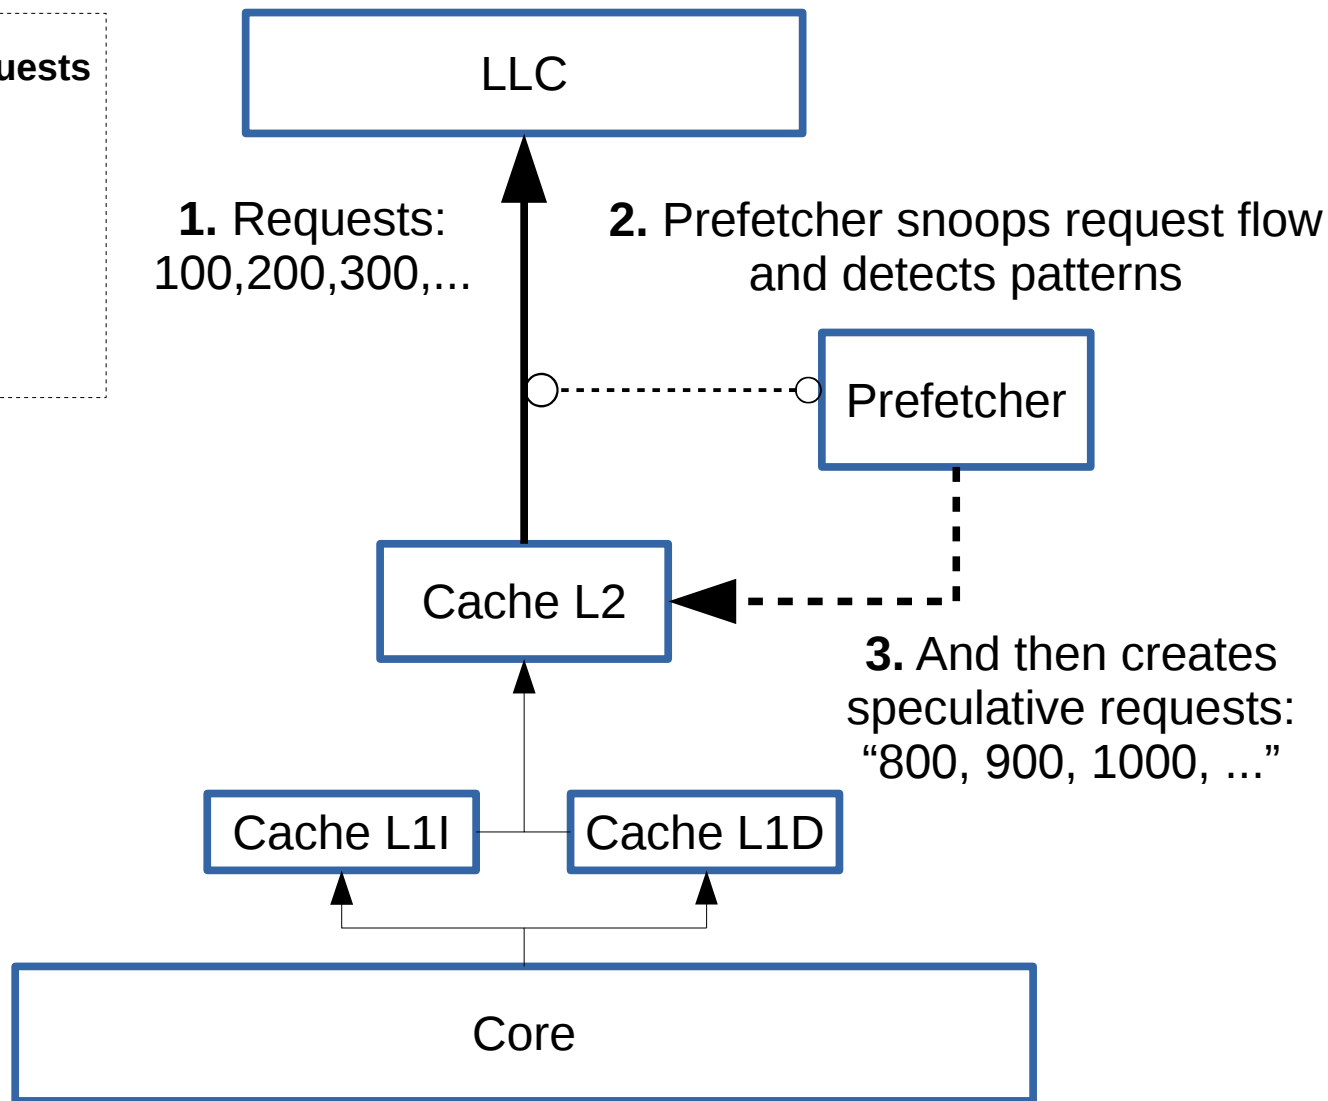 uests
LLC
1. Requests:
100,200,300,...
2. Prefetcher snoops request flow
and detects patterns
Prefetcher
Cache L2
3. And then creates
speculative requests:
“800, 900, 1000, ...”
Cache L1I
Cache L1D
Core